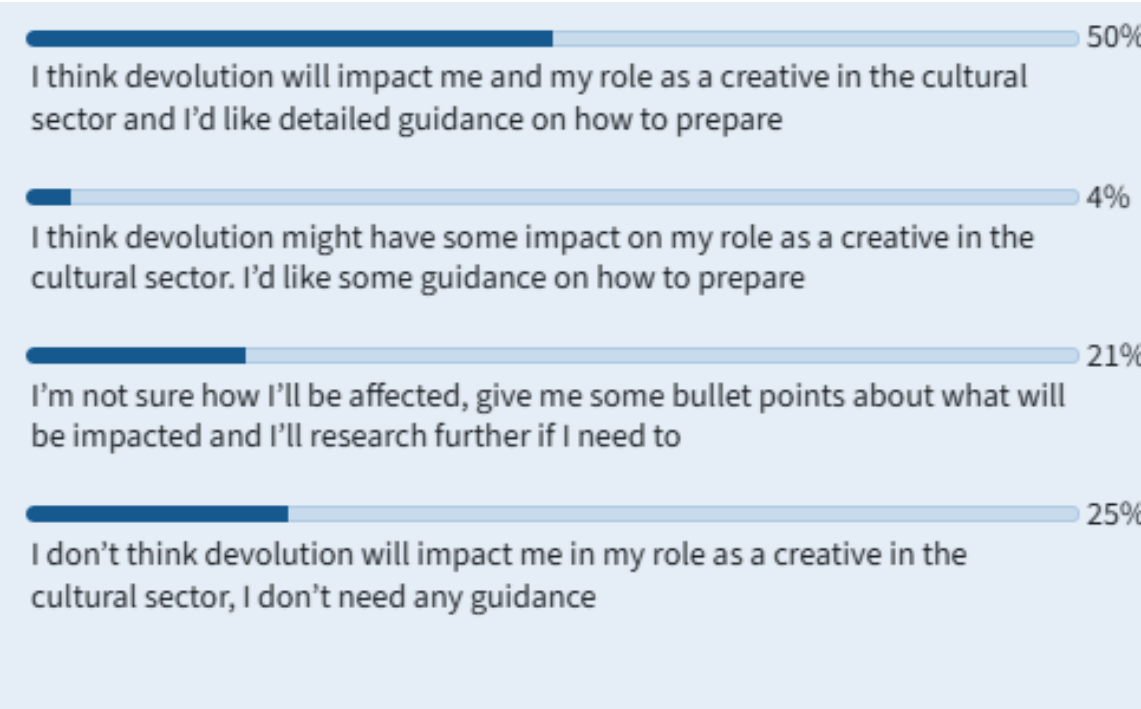 50%
I think devolution will impact me and my role as a creative in the cultural
sector and I’d like detailed guidance on how to prepare
4%
I think devolution might have some impact on my role as a creative in the
cultural sector. I’d like some guidance on how to prepare
21%
I’m not sure how I’ll be affected, give me some bullet points about what will
be impacted and I’ll research further if I need to
25%
I don’t think devolution will impact me in my role as a creative in the
cultural sector, I don’t need any guidance